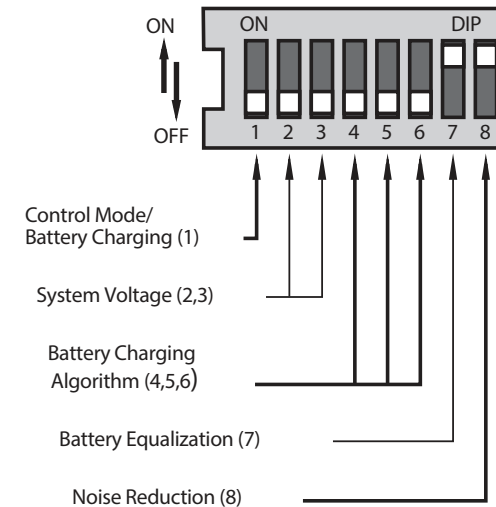 ON
OFF
ON DIP
1 2 3 4 5 6 7 8
Control Mode/
Battery Charging (1)
System Voltage (2,3)
Battery Charging
Algorithm (4,5,6)
Battery Equalization (7)
Noise Reduction (8)